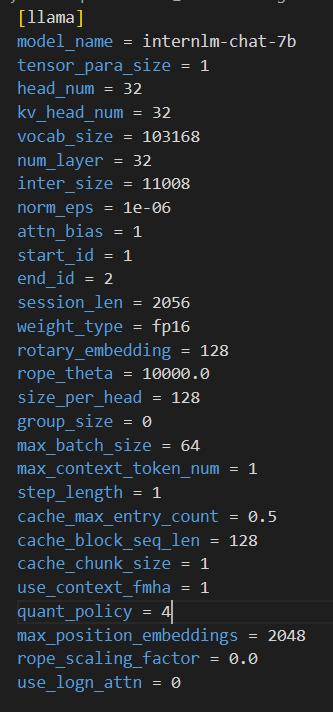 [llama]
model_name = internlm-chat-7b
tensor_para_size = 1
head_num = 32
kv_head_num = 32
vocab_size = 103168
num_layer = 32
inter_size = 11008
norm_eps = 1e-06
attn_bias = 1
start_id = 1
end_id = 2
session_len = 2056
weight_type = fp16
rotary_embedding = 128
rope_theta = 10000.0
size_per_head = 128
group_size = 0
max_batch_size = 64
max_context_token_num = 1
step_length = 1
cache_max_entry_count = 0.5
cache_block_seq_len = 128
cache_chunk_size = 1
use_context_fmha = 1
quant_policy = 4
max_position_embeddings = 2048
rope_scaling_factor = 0.0
use_logn_attn = 0